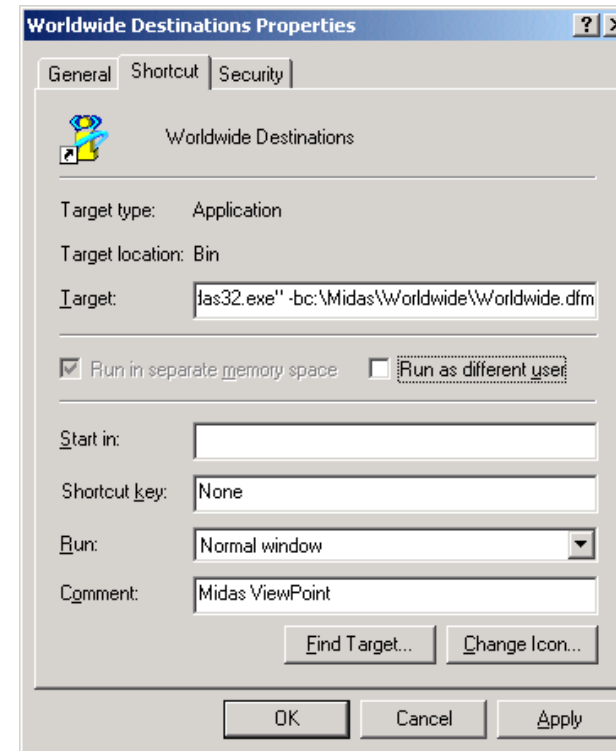 Worldwide Destinations Properties
General Shortcut Security
Worldwide Destinations
Target type: Application
Target location: Bin
Target: das32.exe" -bc:\Midas\Worldwide\Worldwide.dfm
Run in separate memory space Run as different user
Start in:
Shortcut key: None
Run: Normal window
Comment: Midas ViewPoint
Find Target... Change Icon...
OK Cancel Apply